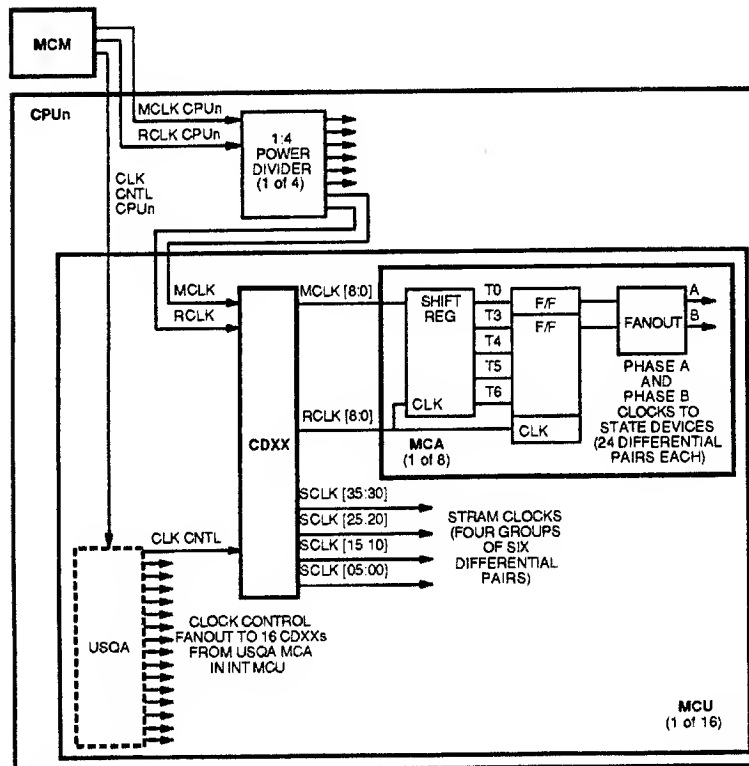 MCM
CPUn
MCLK CPUn
RCLK CPUn
1:4
POWER
DIVIDER
(1 of 4)
CLK
CNTL
CPUn
MCLK
RCLK
MCLK [8:0]
SHIFT
REG
T0
T3
T4
T5
T6
F/F
F/F
FANOUT
A
B
PHASE A
AND
PHASE B
CLOCKS TO
STATE DEVICES
(24 DIFFERENTIAL
PAIRS EACH)
CLK
CLK
RCLK [8:0]
MCA
(1 of 8)
CDXX
SCLK [35:30]
SCLK [25:20]
SCLK [15:10]
SCLK [05:00]
STRAM CLOCKS
(FOUR GROUPS
OF SIX
DIFFERENTIAL
PAIRS)
CLK CNTL
USQA
CLOCK CONTROL
FANOUT TO 16 CDXXs
FROM USQA MCA
IN INT MCU
MCU
(1 of 16)